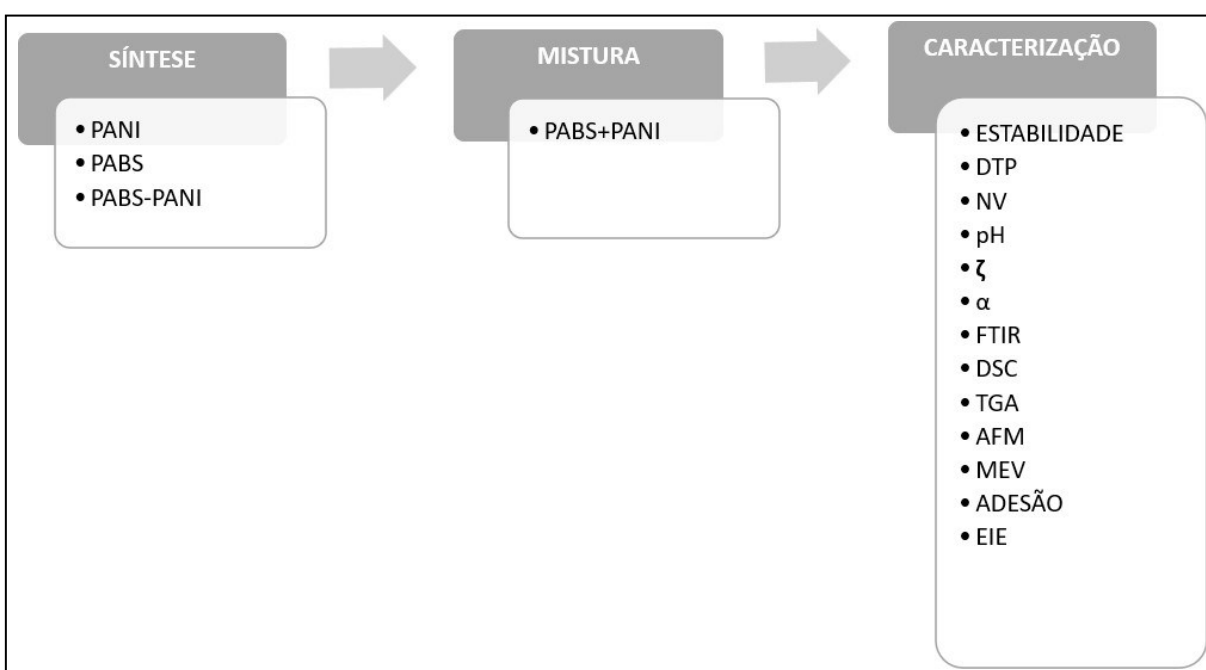 SÍNTESE
• PANI
• PABS
• PABS-PANI
MISTURA
• PABS+PANI
CARACTERIZAÇÃO
• ESTABILIDADE
• DTP
• NV
• pH
• ζ
• α
• FTIR
• DSC
• TGA
• AFM
• MEV
• ADESÃO
• EIE